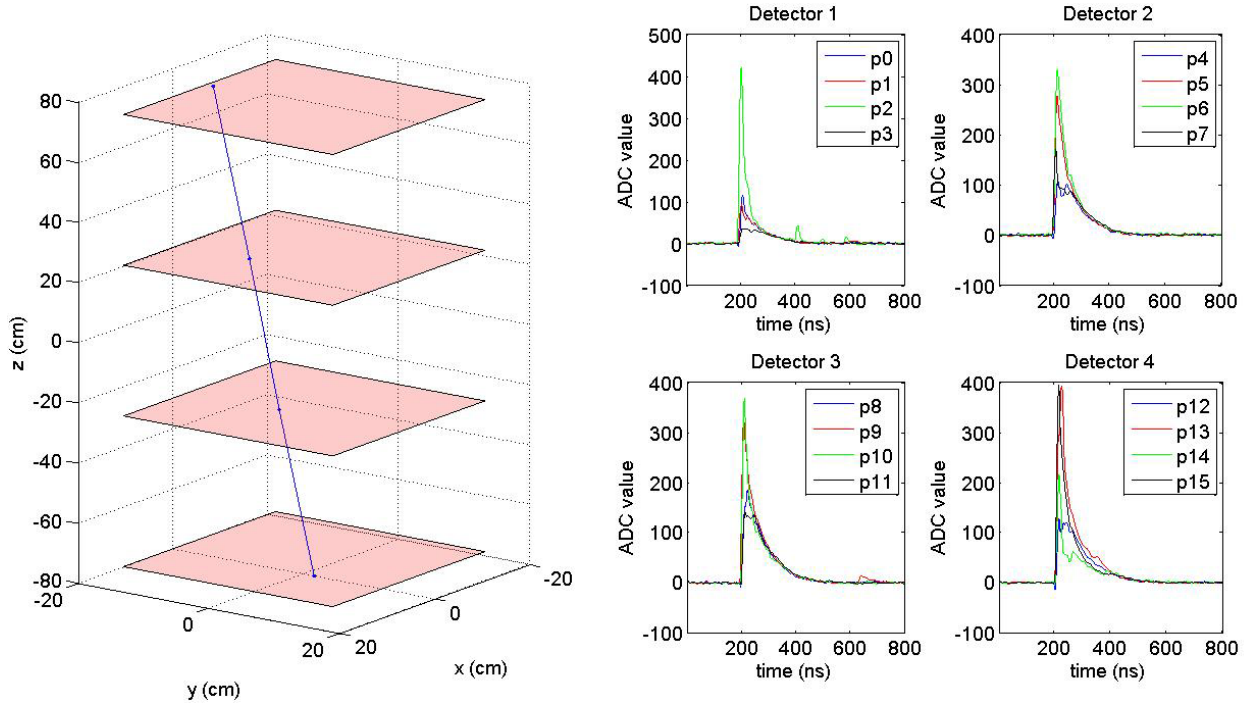 80
60
40
20
0
-20
-40
-60
-80
z (cm)
-20
0
20
y (cm)
20
0
-20
x (cm)
Detector 1
500
400
300
200
100
0
-100
ADC value
200 400 600 800
time (ns)
p0
p1
p2
p3
Detector 2
400
300
200
100
0
-100
ADC value
200 400 600 800
time (ns)
p4
p5
p6
p7
Detector 3
400
300
200
100
0
-100
ADC value
200 400 600 800
time (ns)
p8
p9
p10
p11
Detector 4
400
300
200
100
0
-100
ADC value
200 400 600 800
time (ns)
p12
p13
p14
p15